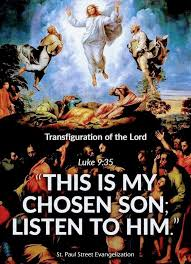 Transfiguration of the Lord
Luke 9:35
“THIS IS MY
CHOSEN SON;
LISTEN TO HIM.”
St. Paul Street Evangelization